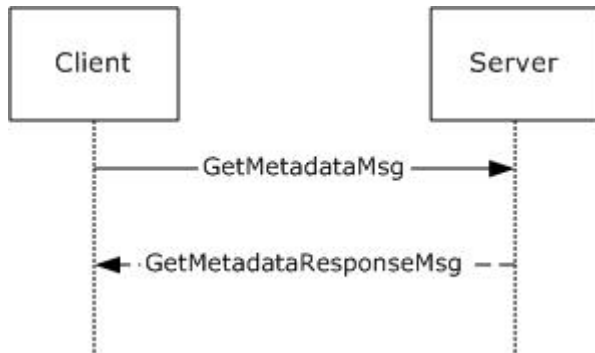 Client
Server
GetMetadataMsg
GetMetadataResponseMsg